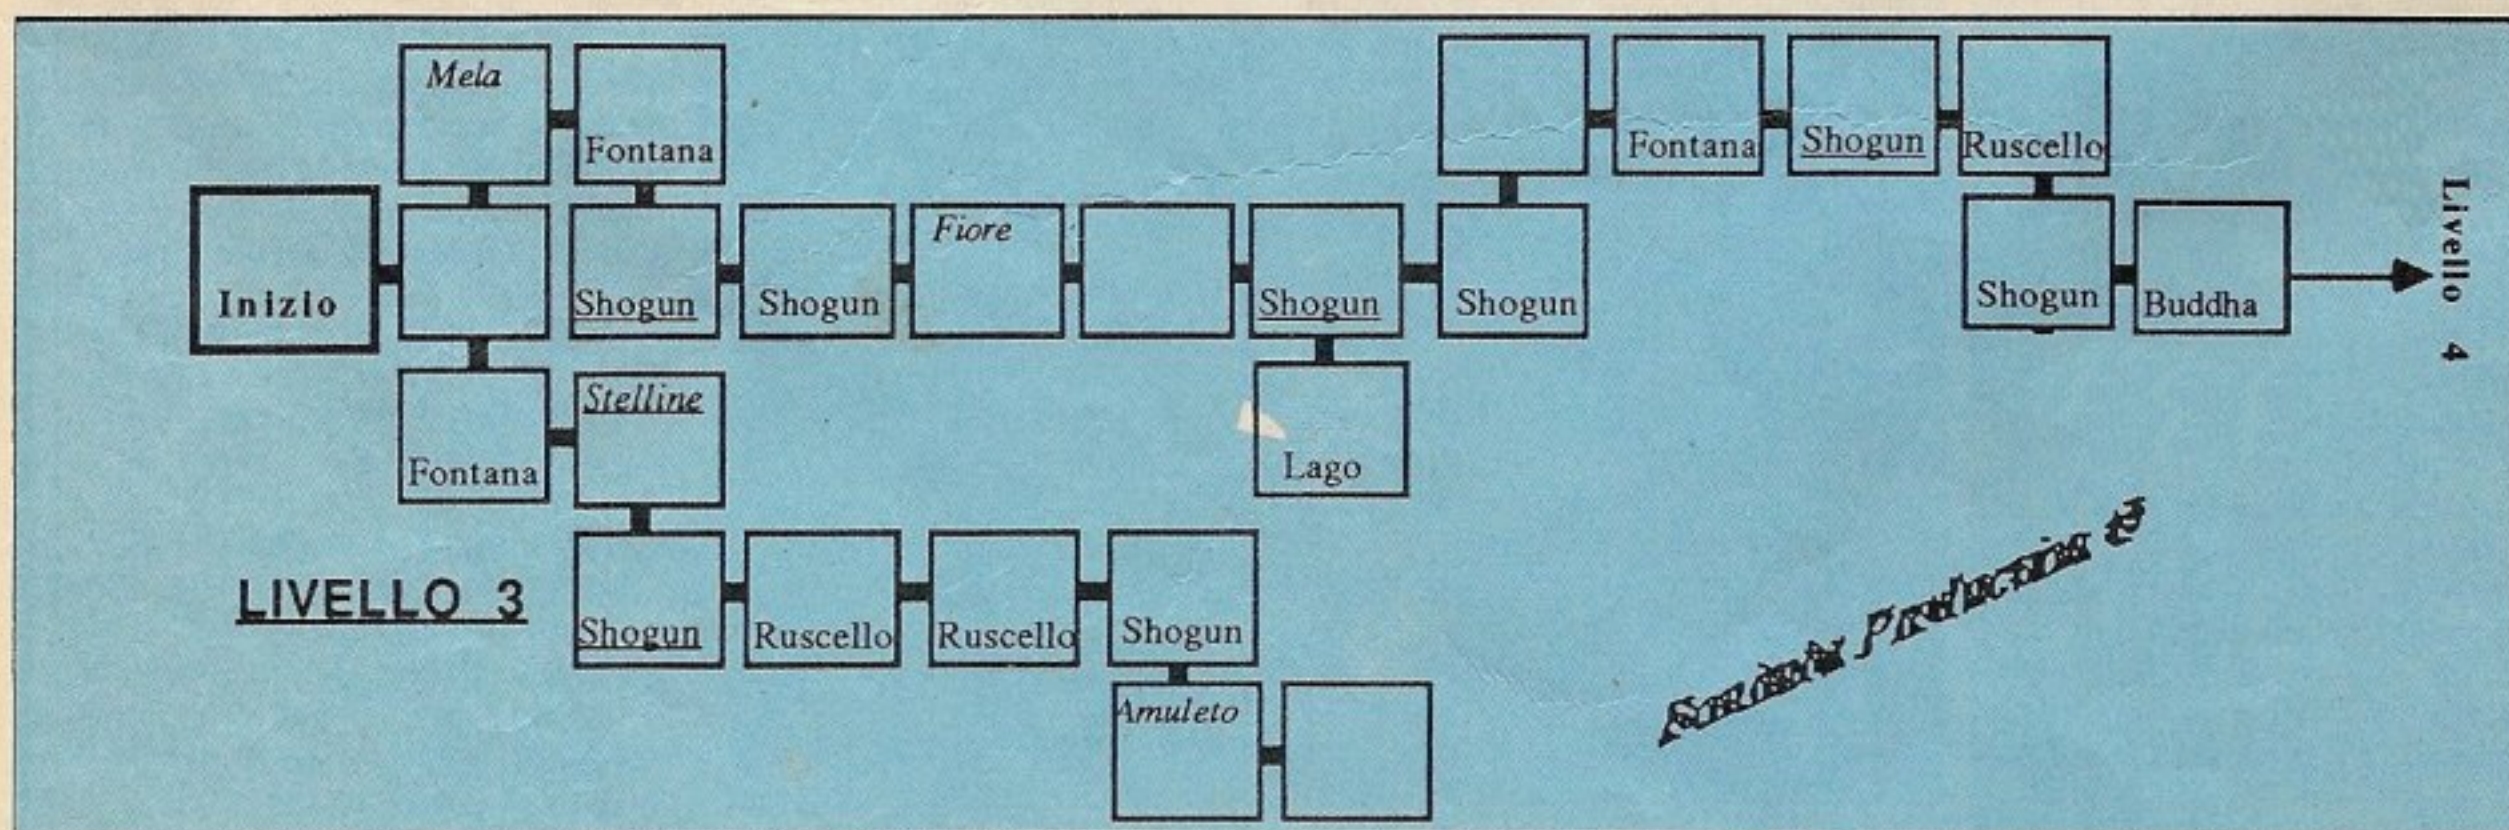 Mela
Fontana
Fontana
Shogun
Ruscello
Inizio
Shogun
Shogun
Fiore
Shogun
Shogun
Shogun
Buddha
Livello 4
Fontana
Stelline
Lago
LIVELLO 3
Shogun
Ruscello
Ruscello
Shogun
Amuleto
Production